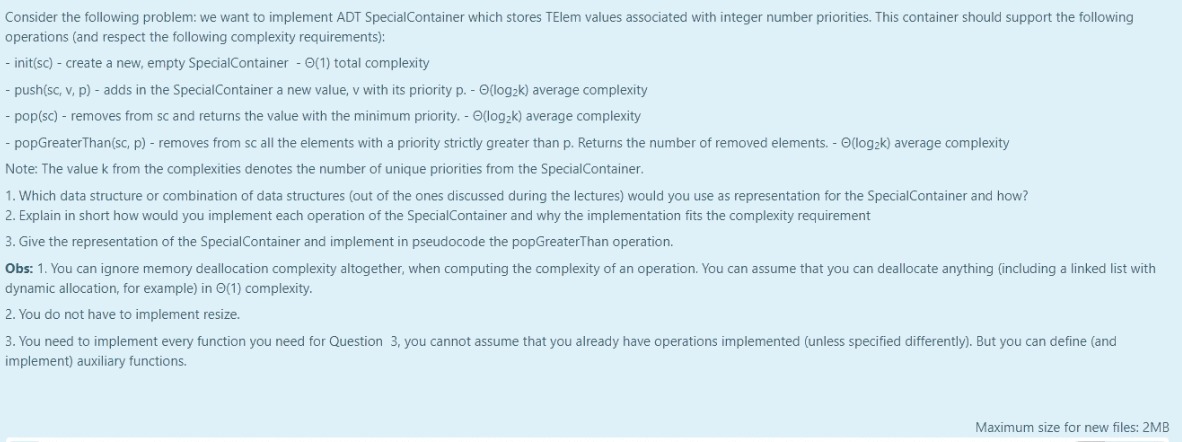 Consider the following problem: we want to implement ADT SpecialContainer which stores TElem values associated with integer number priorities. This container should support the following
operations (and respect the following complexity requirements):
- init(sc) - create a new, empty SpecialContainer - Θ(1) total complexity
- push(sc, v, p) - adds in the SpecialContainer a new value, v with its priority p. - Θ(log₂k) average complexity
- pop(sc) - removes from sc and returns the value with the minimum priority. - Θ(log₂k) average complexity
- popGreaterThan(sc, p) - removes from sc all the elements with a priority strictly greater than p. Returns the number of removed elements. - Θ(log₂k) average complexity
Note: The value k from the complexities denotes the number of unique priorities from the SpecialContainer.
1. Which data structure or combination of data structures (out of the ones discussed during the lectures) would you use as representation for the SpecialContainer and how?
2. Explain in short how would you implement each operation of the SpecialContainer and why the implementation fits the complexity requirement
3. Give the representation of the SpecialContainer and implement in pseudocode the popGreaterThan operation.
Obs: 1. You can ignore memory deallocation complexity altogether, when computing the complexity of an operation. You can assume that you can deallocate anything (including a linked list with
dynamic allocation, for example) in Θ(1) complexity.
2. You do not have to implement resize.
3. You need to implement every function you need for Question 3, you cannot assume that you already have operations implemented (unless specified differently). But you can define (and
implement) auxiliary functions.
Maximum size for new files: 2MB